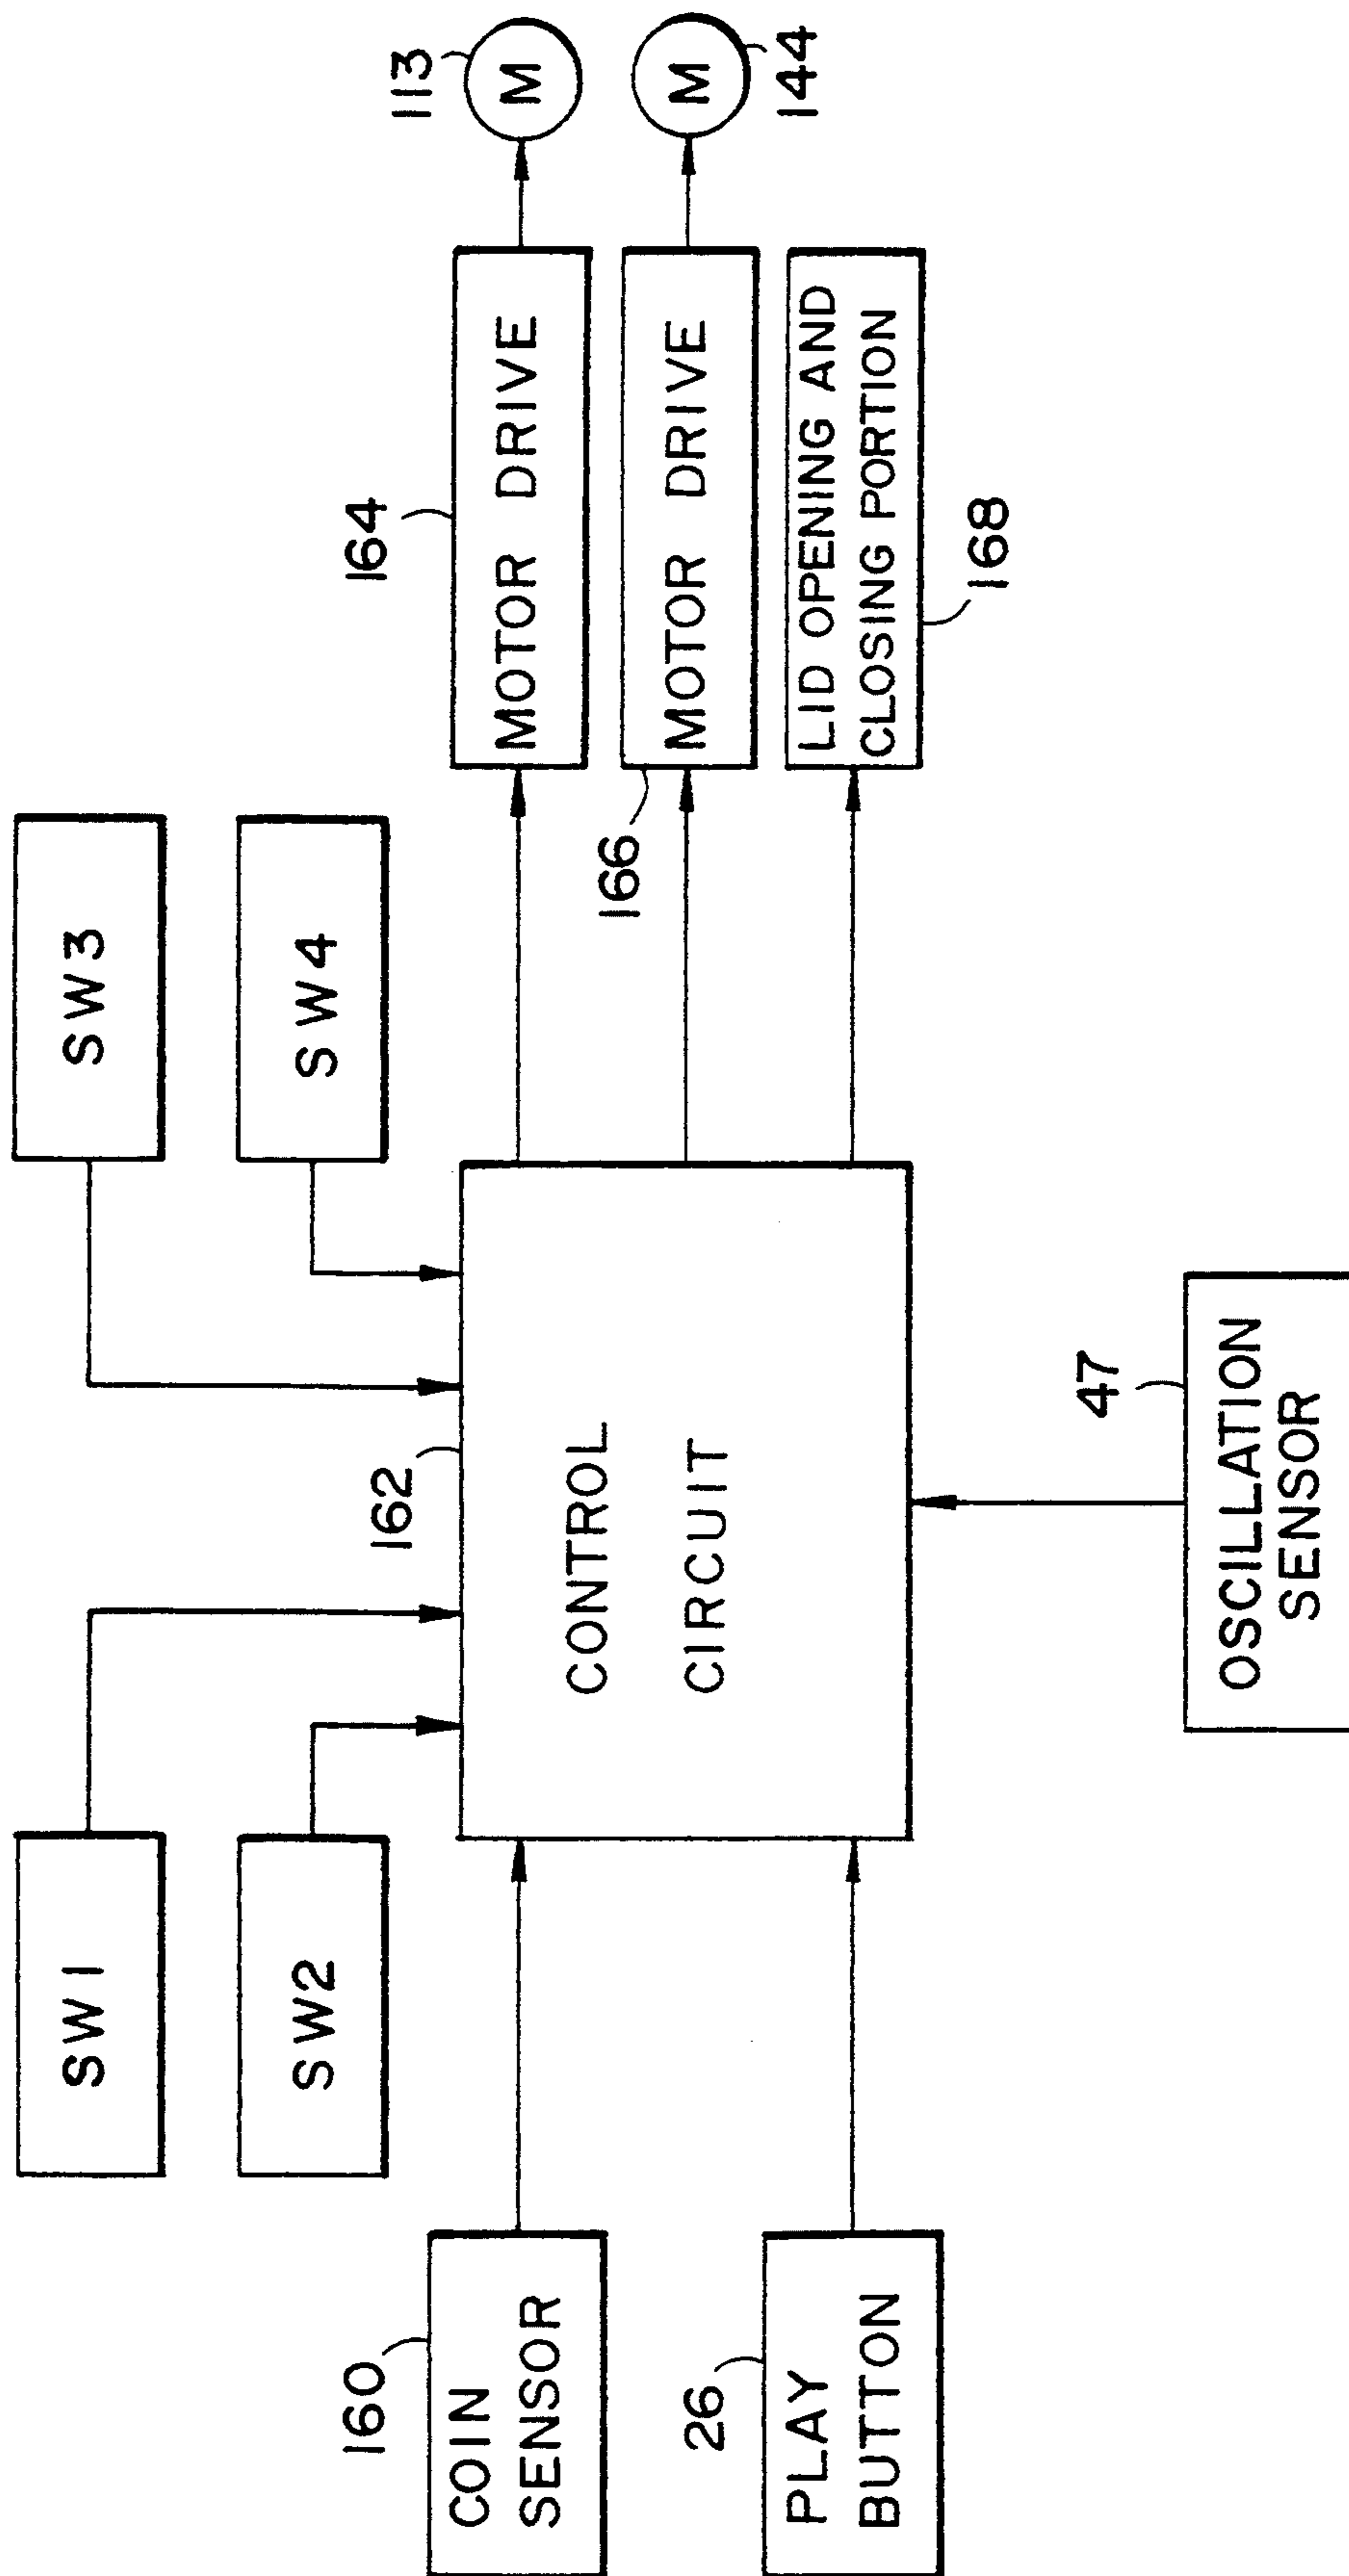 SW1
SW3
SW2
SW4
160
COIN
SENSOR
162
CONTROL
CIRCUIT
164
MOTOR DRIVE
113
M
26
PLAY
BUTTON
166
MOTOR DRIVE
M
144
LID OPENING AND
CLOSING PORTION
168
47
OSCILLATION
SENSOR